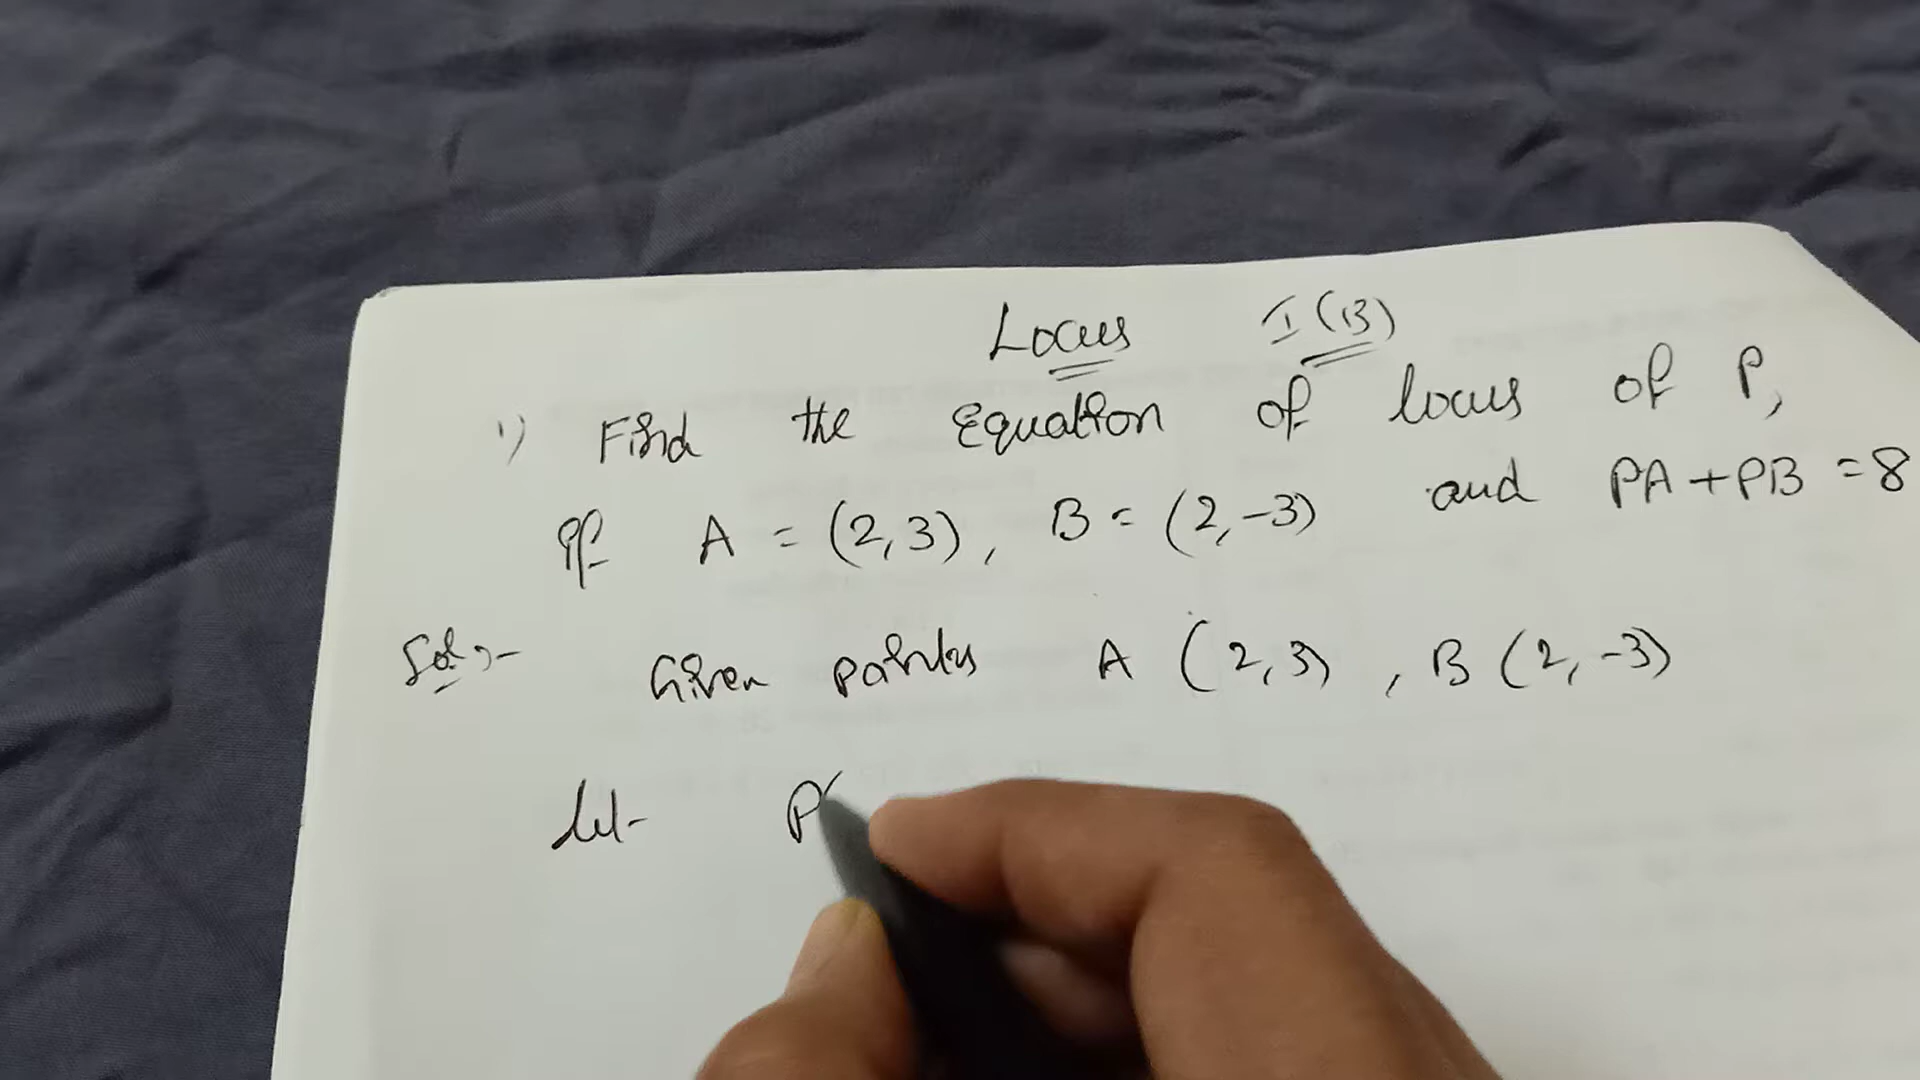 Locus I(B)
1) Find the Equation of locus of P,
if A = (2,3), B = (2,-3) and PA+PB = 8
Sol:- Given points A (2,3), B (2,-3)
Let P(